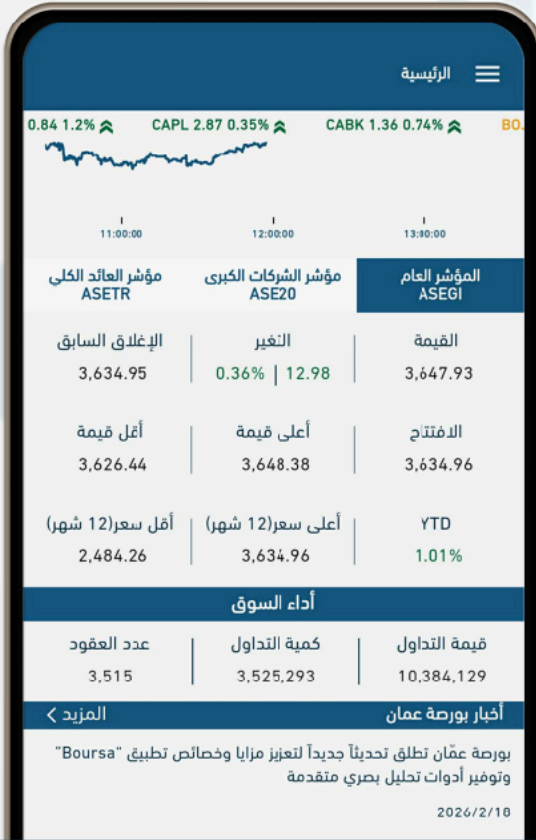 الرئيسية
0.84 1.2% CAPL 2.87 0.35% CABK 1.36 0.74% BO.
11:00:00 12:00:00 13:00:00
المؤشر العام مؤشر الشركات الكبرى مؤشر العائد الكلي
ASEGI ASE20 ASETR
القيمة التغير الإغلاق السابق
3,647.93 0.36% | 12.98 3,634.95
الافتتاح أعلى قيمة أقل قيمة
3,634.96 3,648.38 3,626.44
YTD أعلى سعر(12 شهر) أقل سعر(12 شهر)
1.01% 3,634.96 2,484.26
أداء السوق
قيمة التداول كمية التداول عدد العقود
10,384,129 3,525,293 3,515
أخبار بورصة عمان المزيد
بورصة عمّان تطلق تحديثاً جديداً لتعزيز مزايا وخصائص تطبيق "Boursa"
وتوفير أدوات تحليل بصري متقدمة
2026/2/18